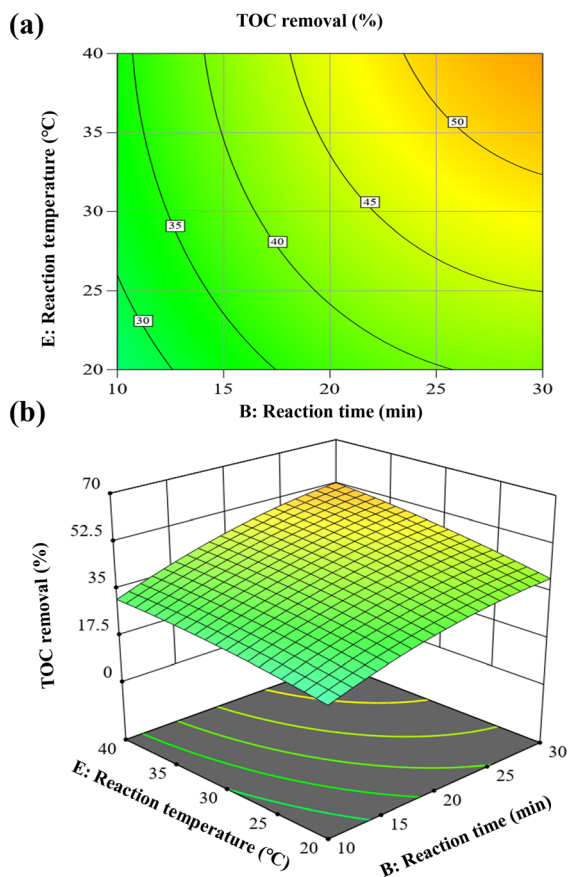 (a)
TOC removal (%)
E: Reaction temperature (℃)
40
35
30
25
20
50
45
40
35
30
10 15 20 25 30
B: Reaction time (min)
(b)
TOC removal (%)
70
52.5
35
17.5
0
40
35
30
25
20
10
15
20
25
30
E: Reaction temperature (℃)
B: Reaction time (min)